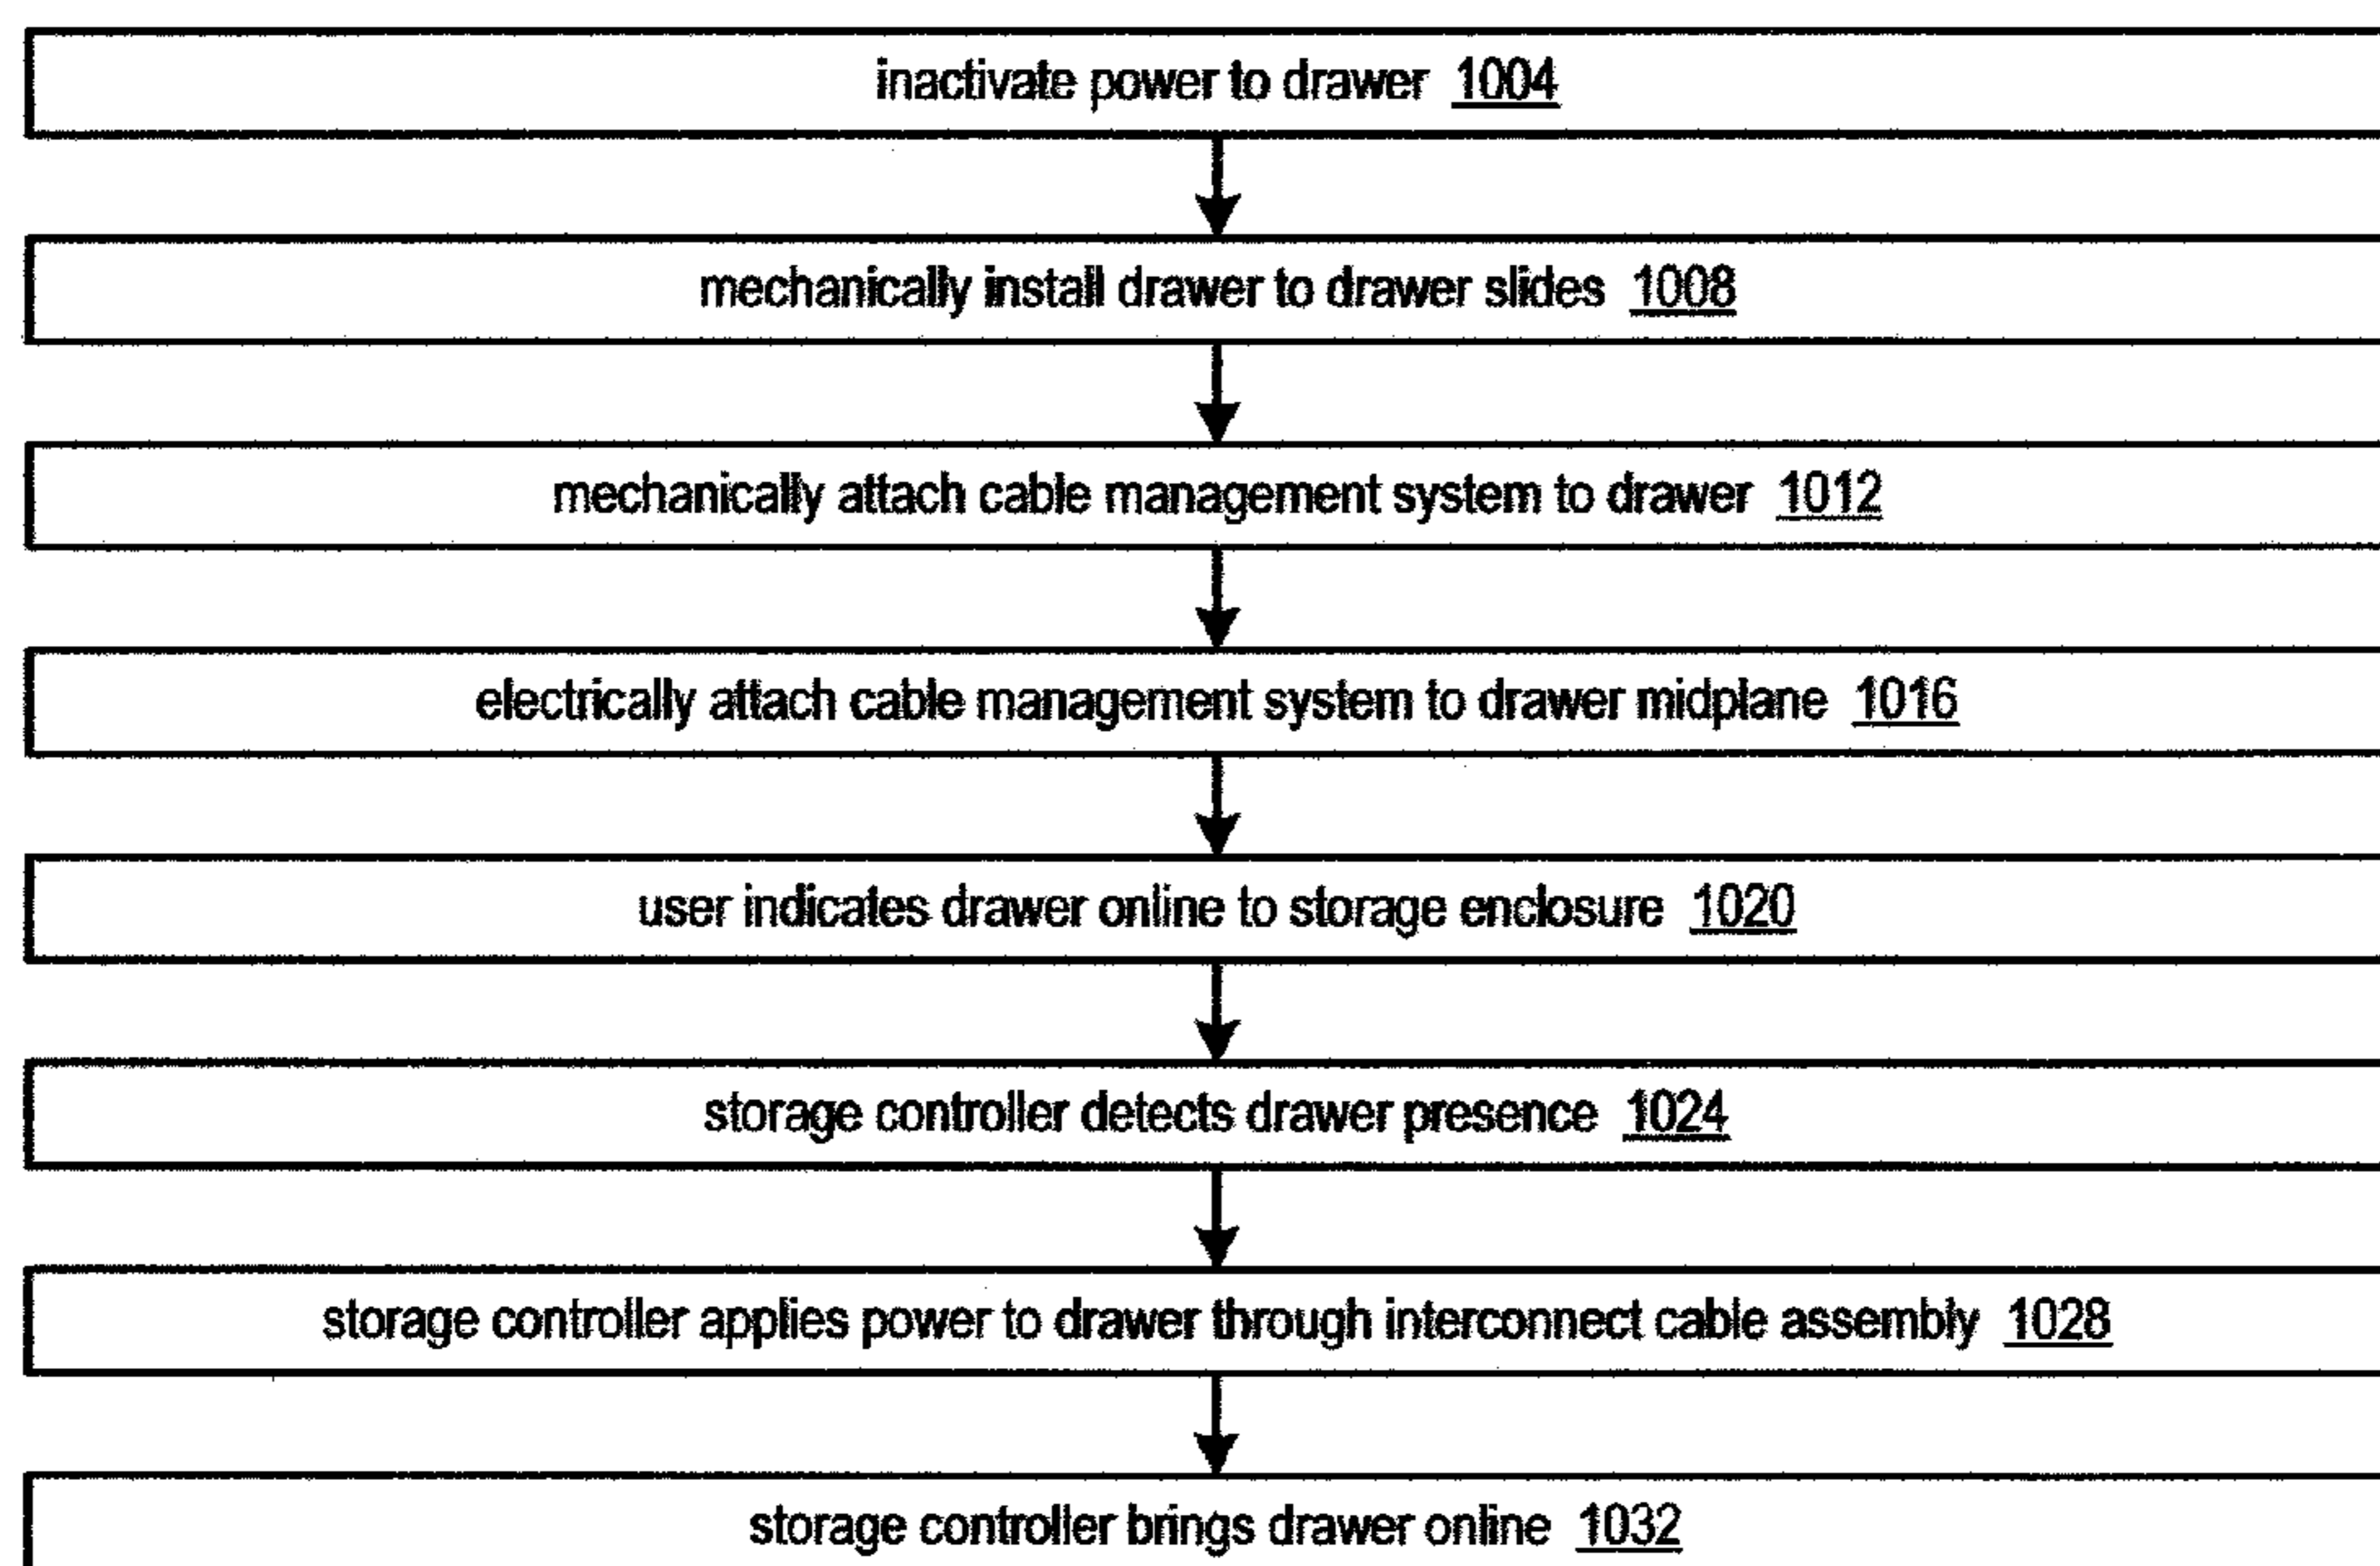 inactivate power to drawer 1004
mechanically install drawer to drawer slides 1008
mechanically attach cable management system to drawer 1012
electrically attach cable management system to drawer midplane 1016
user indicates drawer online to storage enclosure 1020
storage controller detects drawer presence 1024
storage controller applies power to drawer through interconnect cable assembly 1028
storage controller brings drawer online 1032